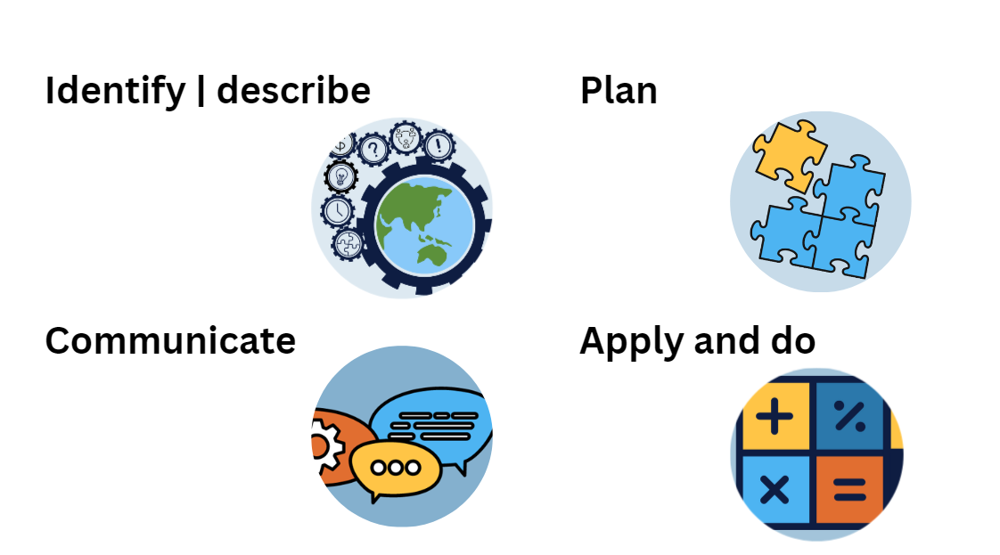 Identify | describe
Plan
Communicate
Apply and do